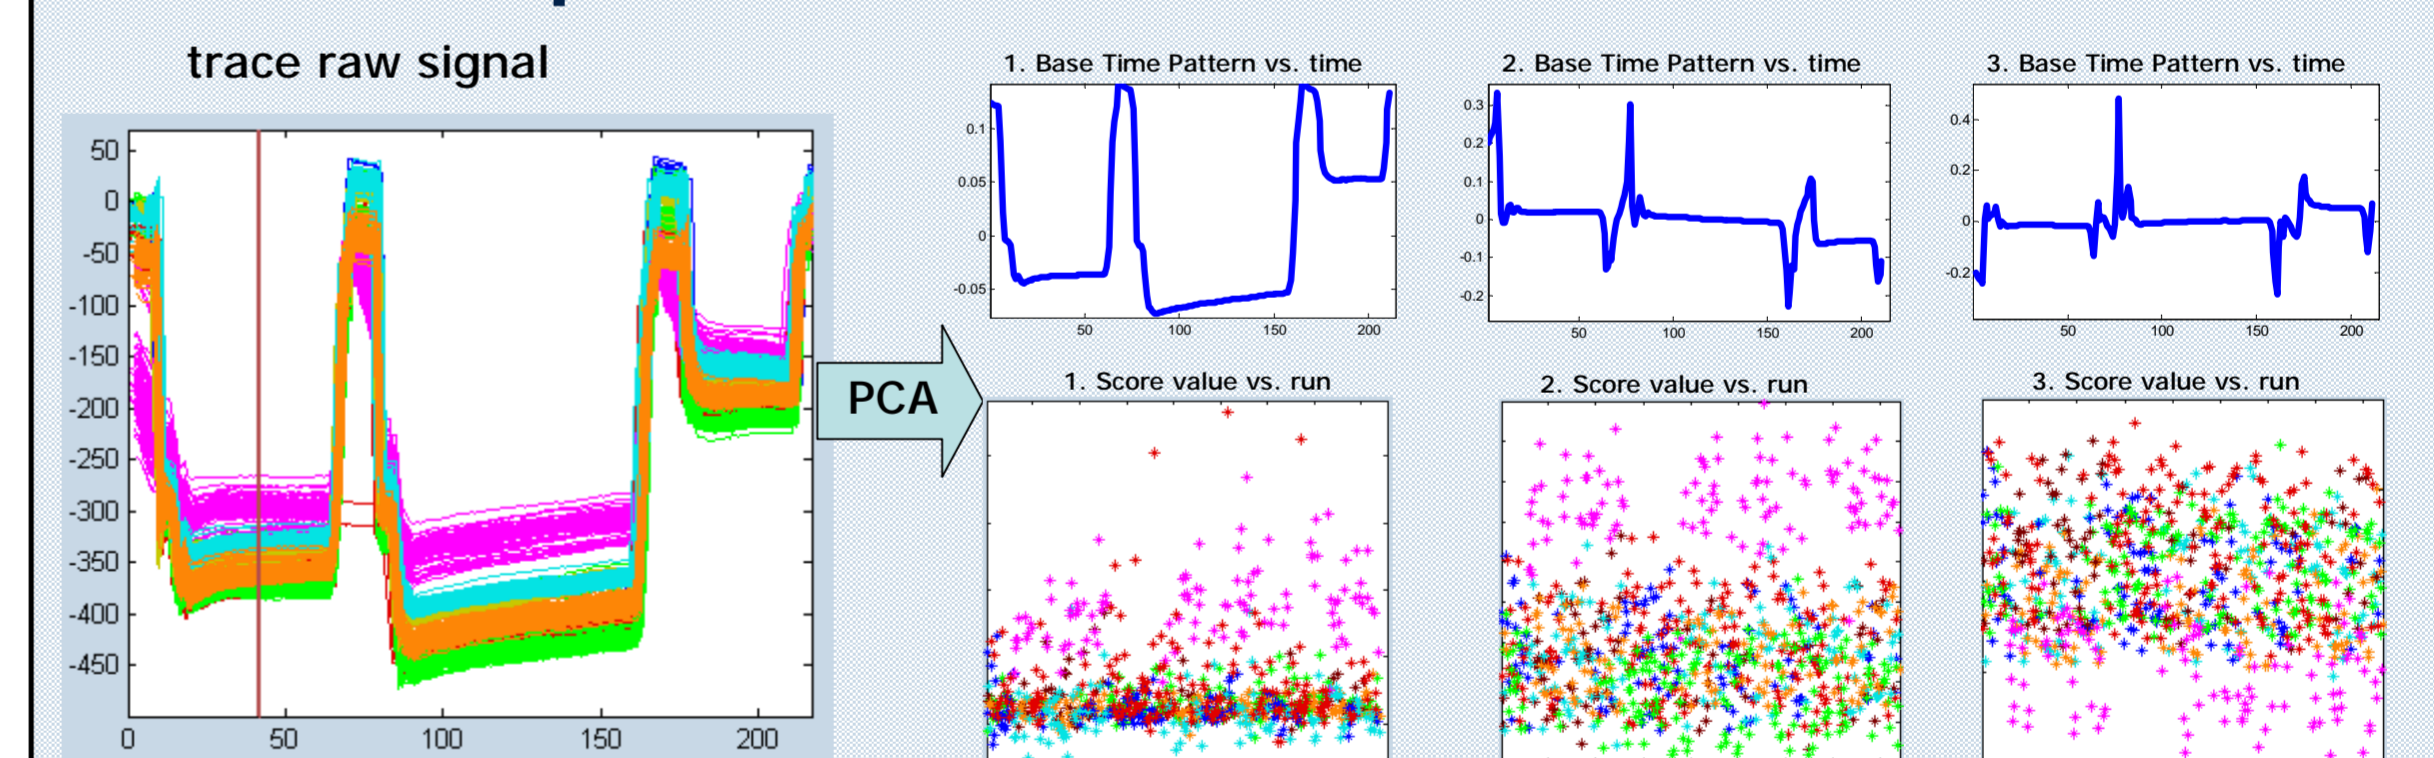 trace raw signal
50
0
-50
-100
-150
-200
-250
-300
-350
-400
-450
0 50 100 150 200
PCA
1. Base Time Pattern vs. time
0.1
0.05
0
-0.05
50 100 150 200
2. Base Time Pattern vs. time
0.3
0.2
0.1
0
-0.1
-0.2
50 100 150 200
3. Base Time Pattern vs. time
0.4
0.2
0
-0.2
50 100 150 200
1. Score value vs. run
2. Score value vs. run
3. Score value vs. run